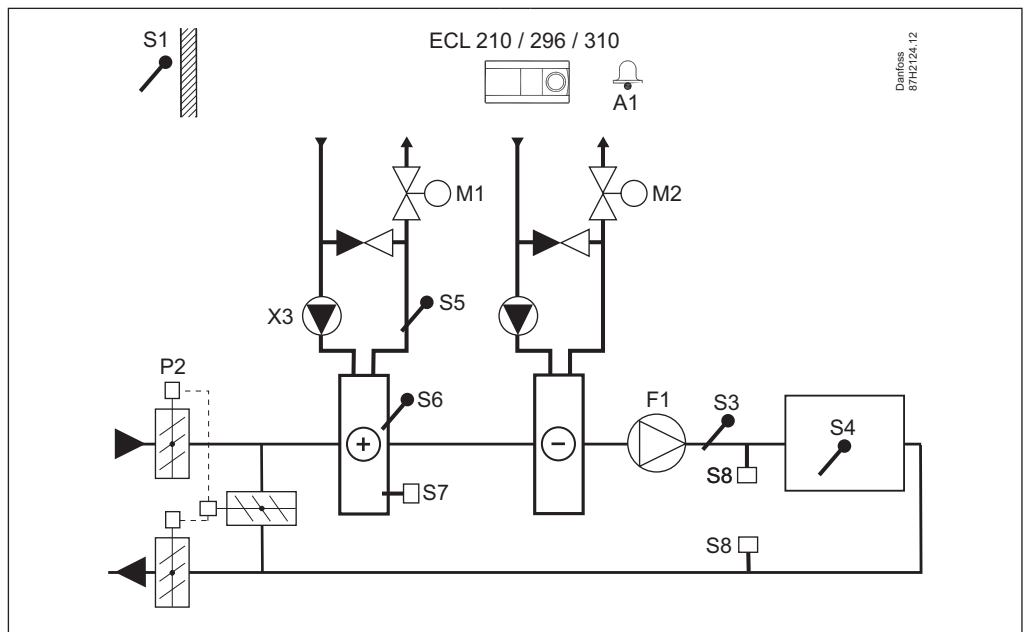 S1
ECL 210 / 296 / 310
A1
Danfoss
87H2124.12
M1
M2
S5
X3
P2
S6
F1
S3
S4
S8
S7
S8